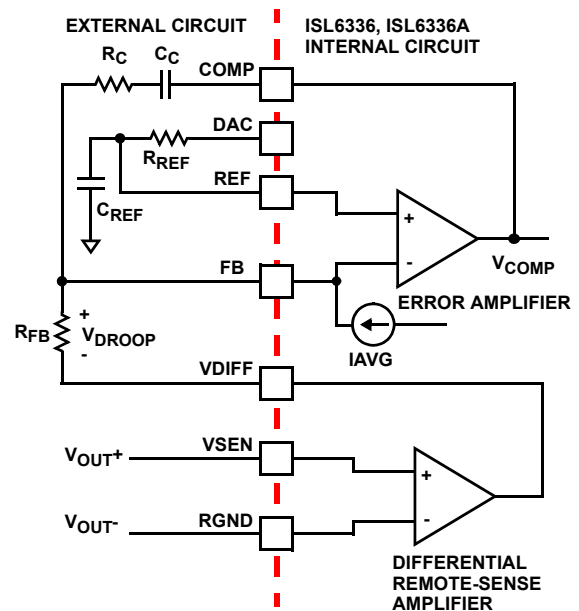 EXTERNAL CIRCUIT
ISL6336, ISL6336A
INTERNAL CIRCUIT
RC
CC
COMP
DAC
RREF
REF
CREF
+
-
VCOMP
FB
ERROR AMPLIFIER
IAVG
RFB
+
VDROOP
-
VDIFF
VOUT+
VSEN
+
VOUT-
RGND
-
DIFFERENTIAL
REMOTE-SENSE
AMPLIFIER